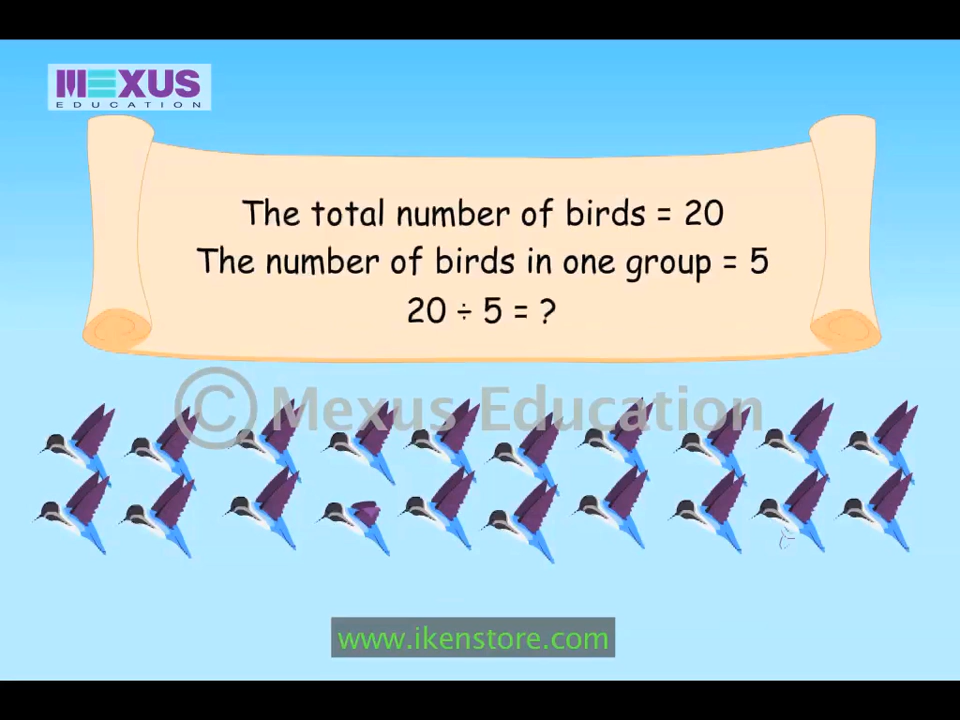 MEXUS
EDUCATION
The total number of birds = 20
The number of birds in one group = 5
20 ÷ 5 = ?
© Mexus Education
www.ikenstore.com